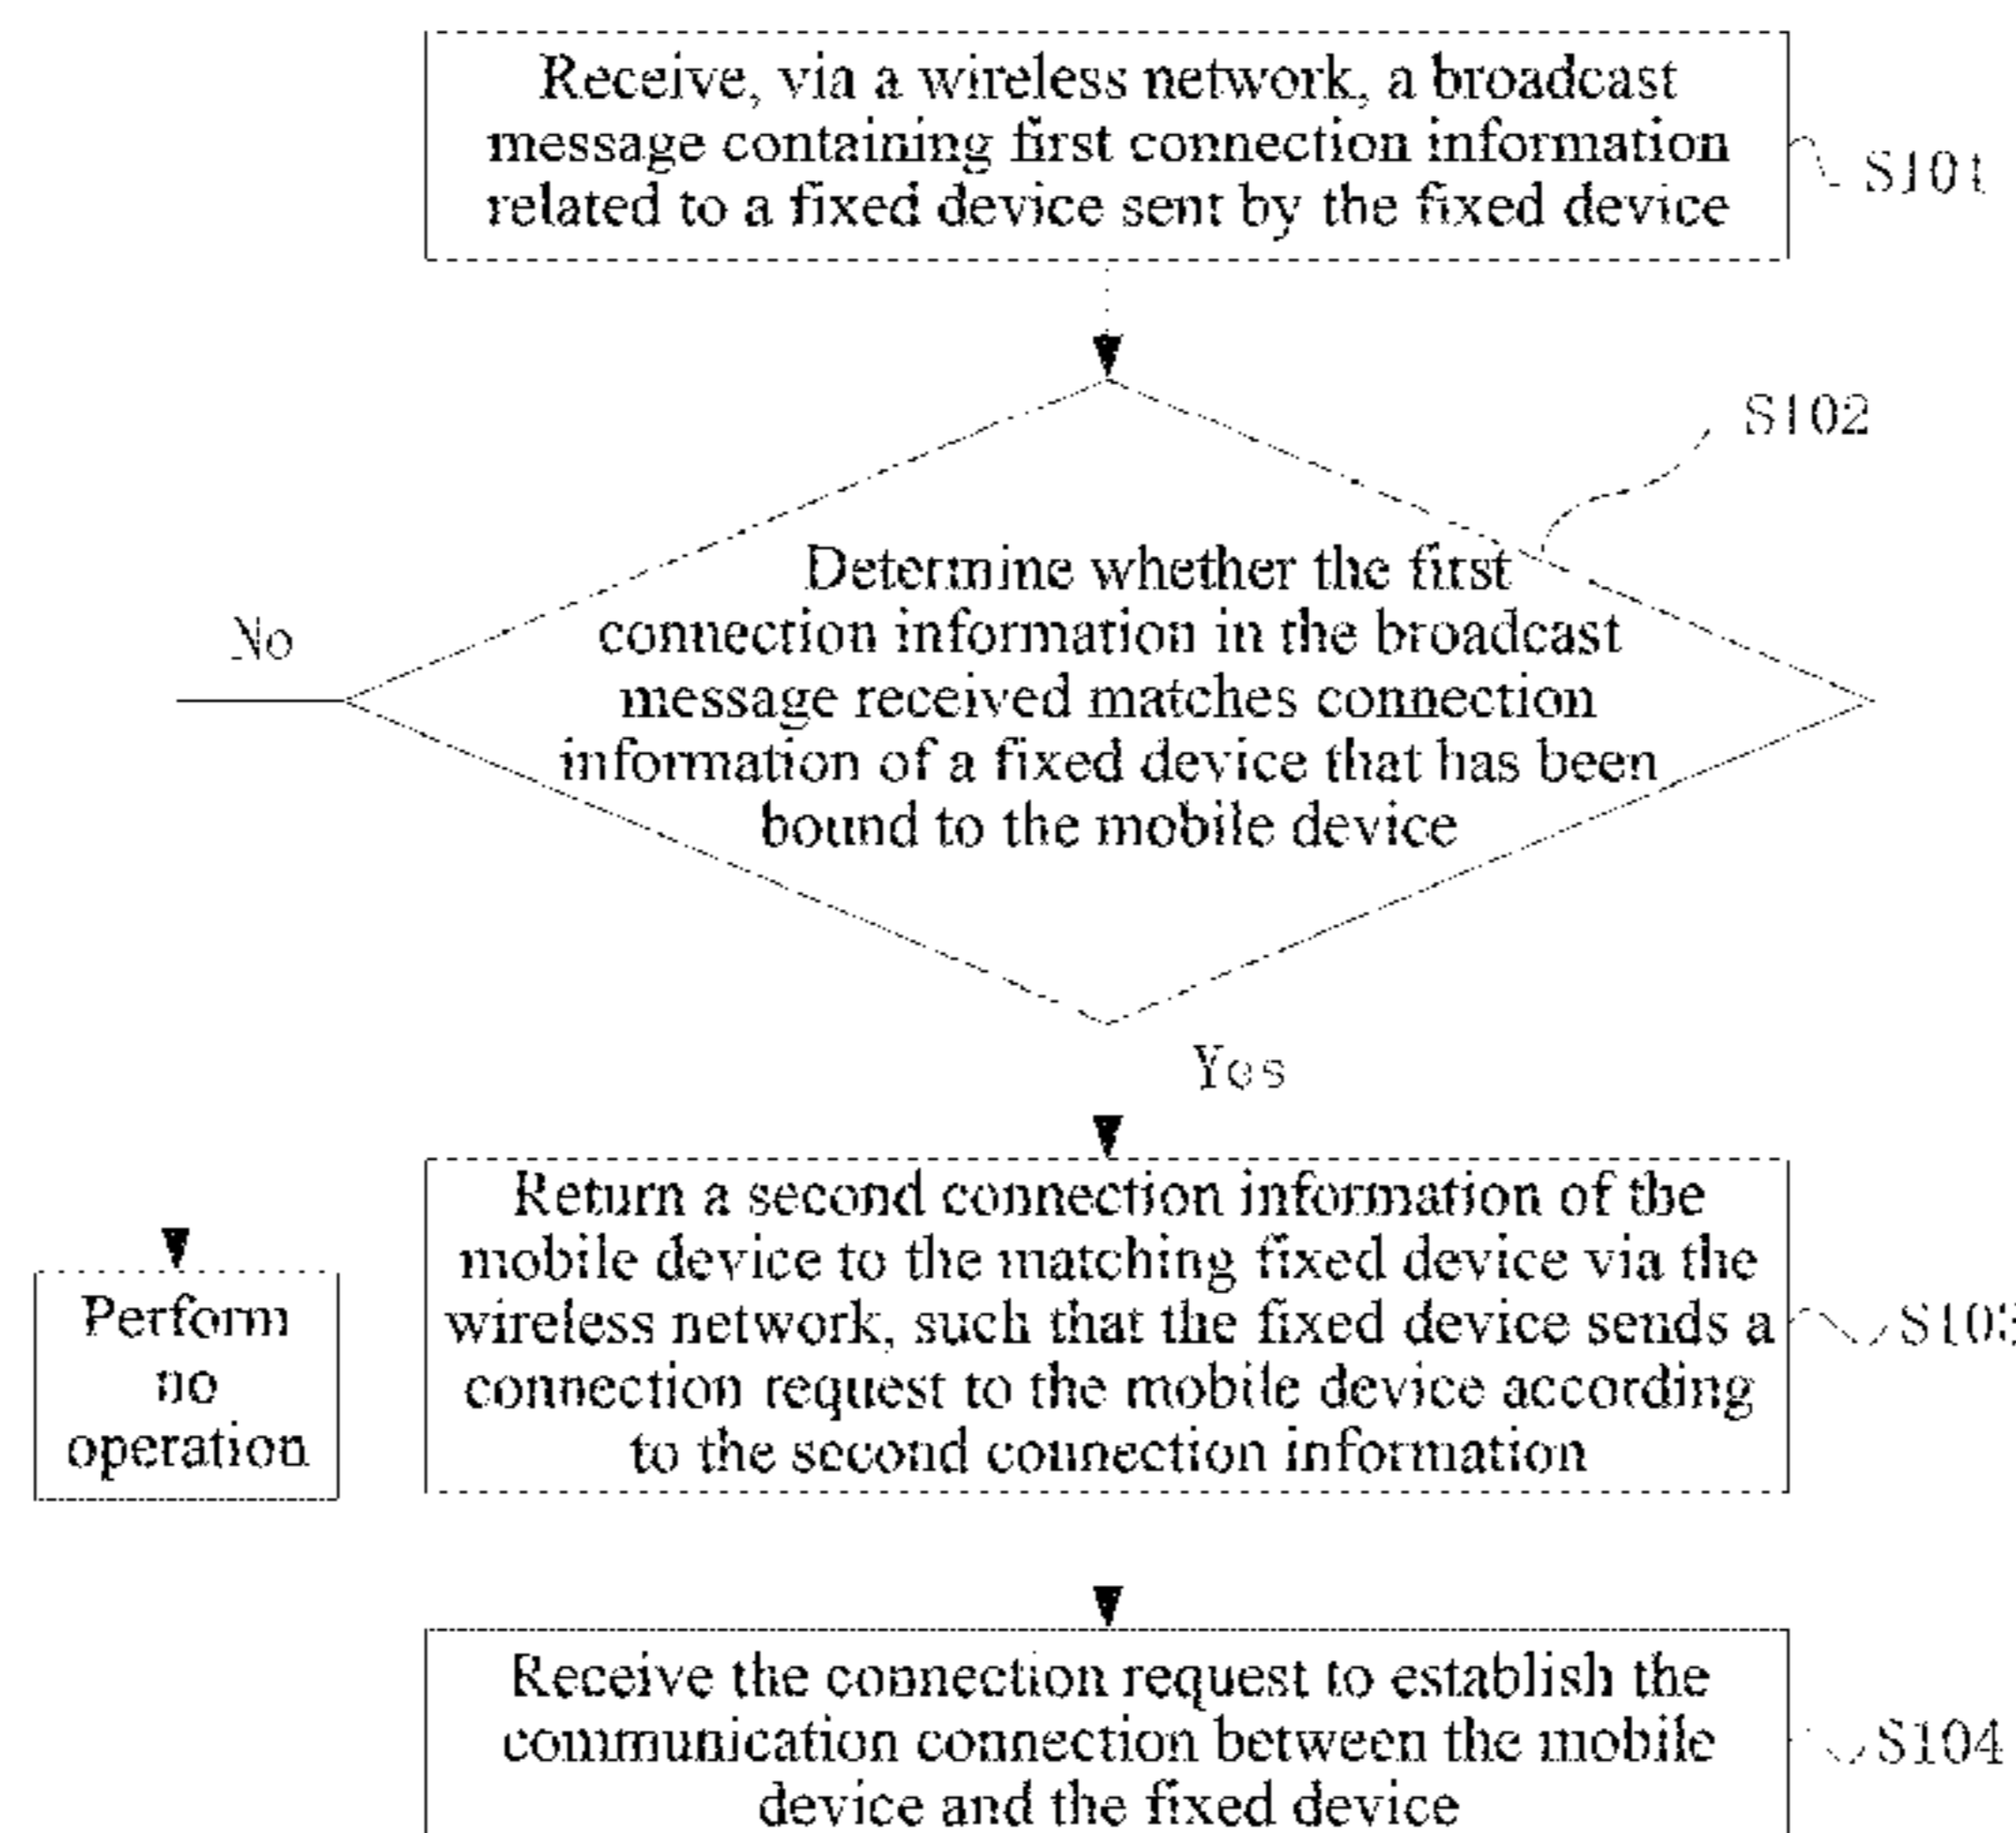 Receive, via a wireless network, a broadcast
message containing first connection information
related to a fixed device sent by the fixed device
S101
S102
Determine whether the first
connection information in the broadcast
message received matches connection
information of a fixed device that has been
bound to the mobile device
No
Yes
Return a second connection information of the
mobile device to the matching fixed device via the
wireless network, such that the fixed device sends a
connection request to the mobile device according
to the second connection information
S103
Perform
no
operation
Receive the connection request to establish the
communication connection between the mobile
device and the fixed device
S104